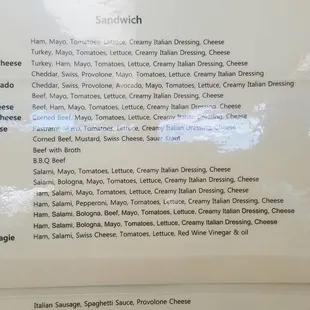 Sandwich
Ham, Mayo, Tomatoes, Lettuce, Creamy Italian Dressing, Cheese
Turkey, Mayo, Tomatoes, Lettuce, Creamy Italian Dressing, Cheese
cheese Turkey, Ham, Mayo, Tomatoes, Lettuce, Creamy Italian Dressing, Cheese
Cheddar, Swiss, Provolone, Mayo, Tomatoes, Lettuce, Creamy Italian Dressing
ado Cheddar, Swiss, Provolone, Avocado, Mayo, Tomatoes, Lettuce, Creamy Italian Dressing, Cheese
Beef, Mayo, Tomatoes, Lettuce, Creamy Italian Dressing, Cheese
eese Beef, Ham, Mayo, Tomatoes, Lettuce, Creamy Italian Dressing, Cheese
Cheese Corned Beef, Mayo, Tomatoes, Lettuce, Creamy Italian Dressing, Cheese
se Pastrami, Mayo, Tomatoes, Lettuce, Creamy Italian Dressing, Cheese
Corned Beef, Mustard, Swiss Cheese, Sauer Kraut
Beef with Broth
B.B.Q Beef
Salami, Mayo, Tomatoes, Lettuce, Creamy Italian Dressing, Cheese
Salami, Bologna, Mayo, Tomatoes, Lettuce, Creamy Italian Dressing, Cheese
Ham, Salami, Mayo, Tomatoes, Lettuce, Creamy Italian Dressing, Cheese
Ham, Salami, Pepperoni, Mayo, Tomatoes, Lettuce, Creamy Italian Dressing, Cheese
Ham, Salami, Bologna, Beef, Mayo, Tomatoes, Lettuce, Creamy Italian Dressing, Cheese
Ham, Salami, Bologna, Mayo, Tomatoes, Lettuce, Creamy Italian Dressing, Cheese
agie Ham, Salami, Swiss Cheese, Tomatoes, Lettuce, Red Wine Vinegar & oil
Italian Sausage, Spaghetti Sauce, Provolone Cheese